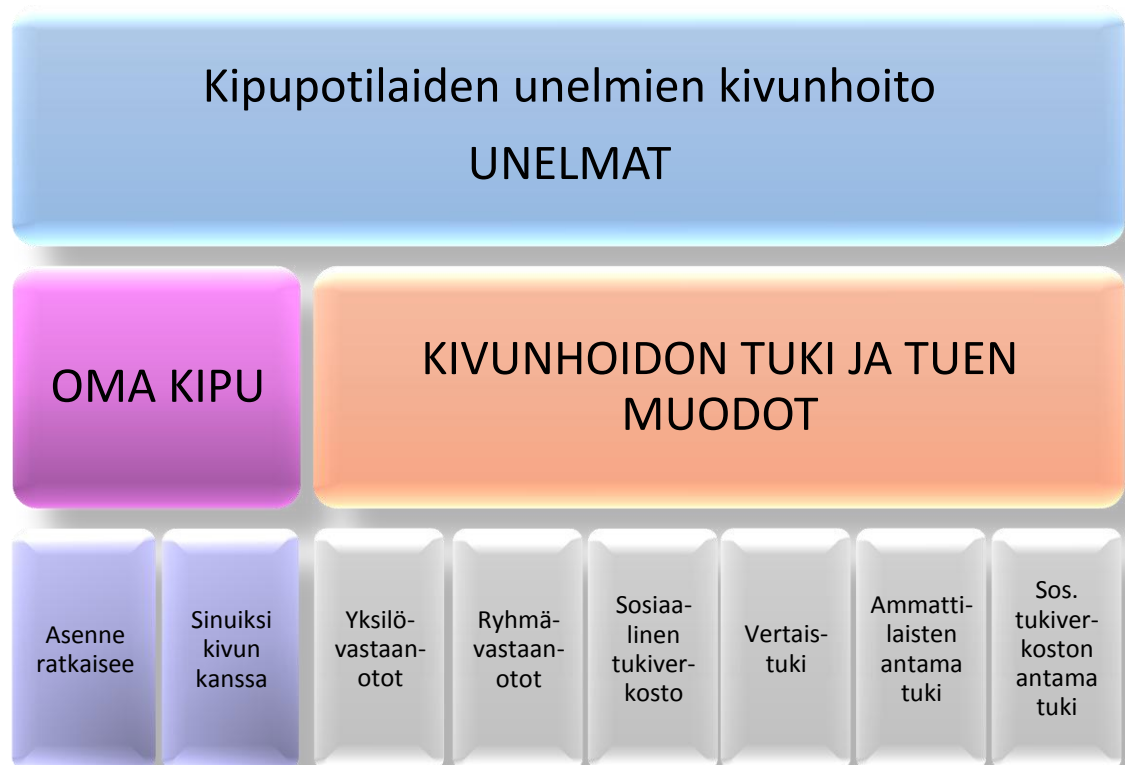 Kipupotilaiden unelmien kivunhoito
UNELMAT
OMA KIPU
KIVUNHOIDON TUKI JA TUEN
MUODOT
Asenne
ratkaisee
Sinuiksi
kivun
kanssa
Yksilö-
vastaan-
otot
Ryhmä-
vastaan-
otot
Sosiaa-
linen
tukiver-
kosto
Vertais-
tuki
Ammatti-
laisten
antama
tuki
Sos.
tukiver-
koston
antama
tuki